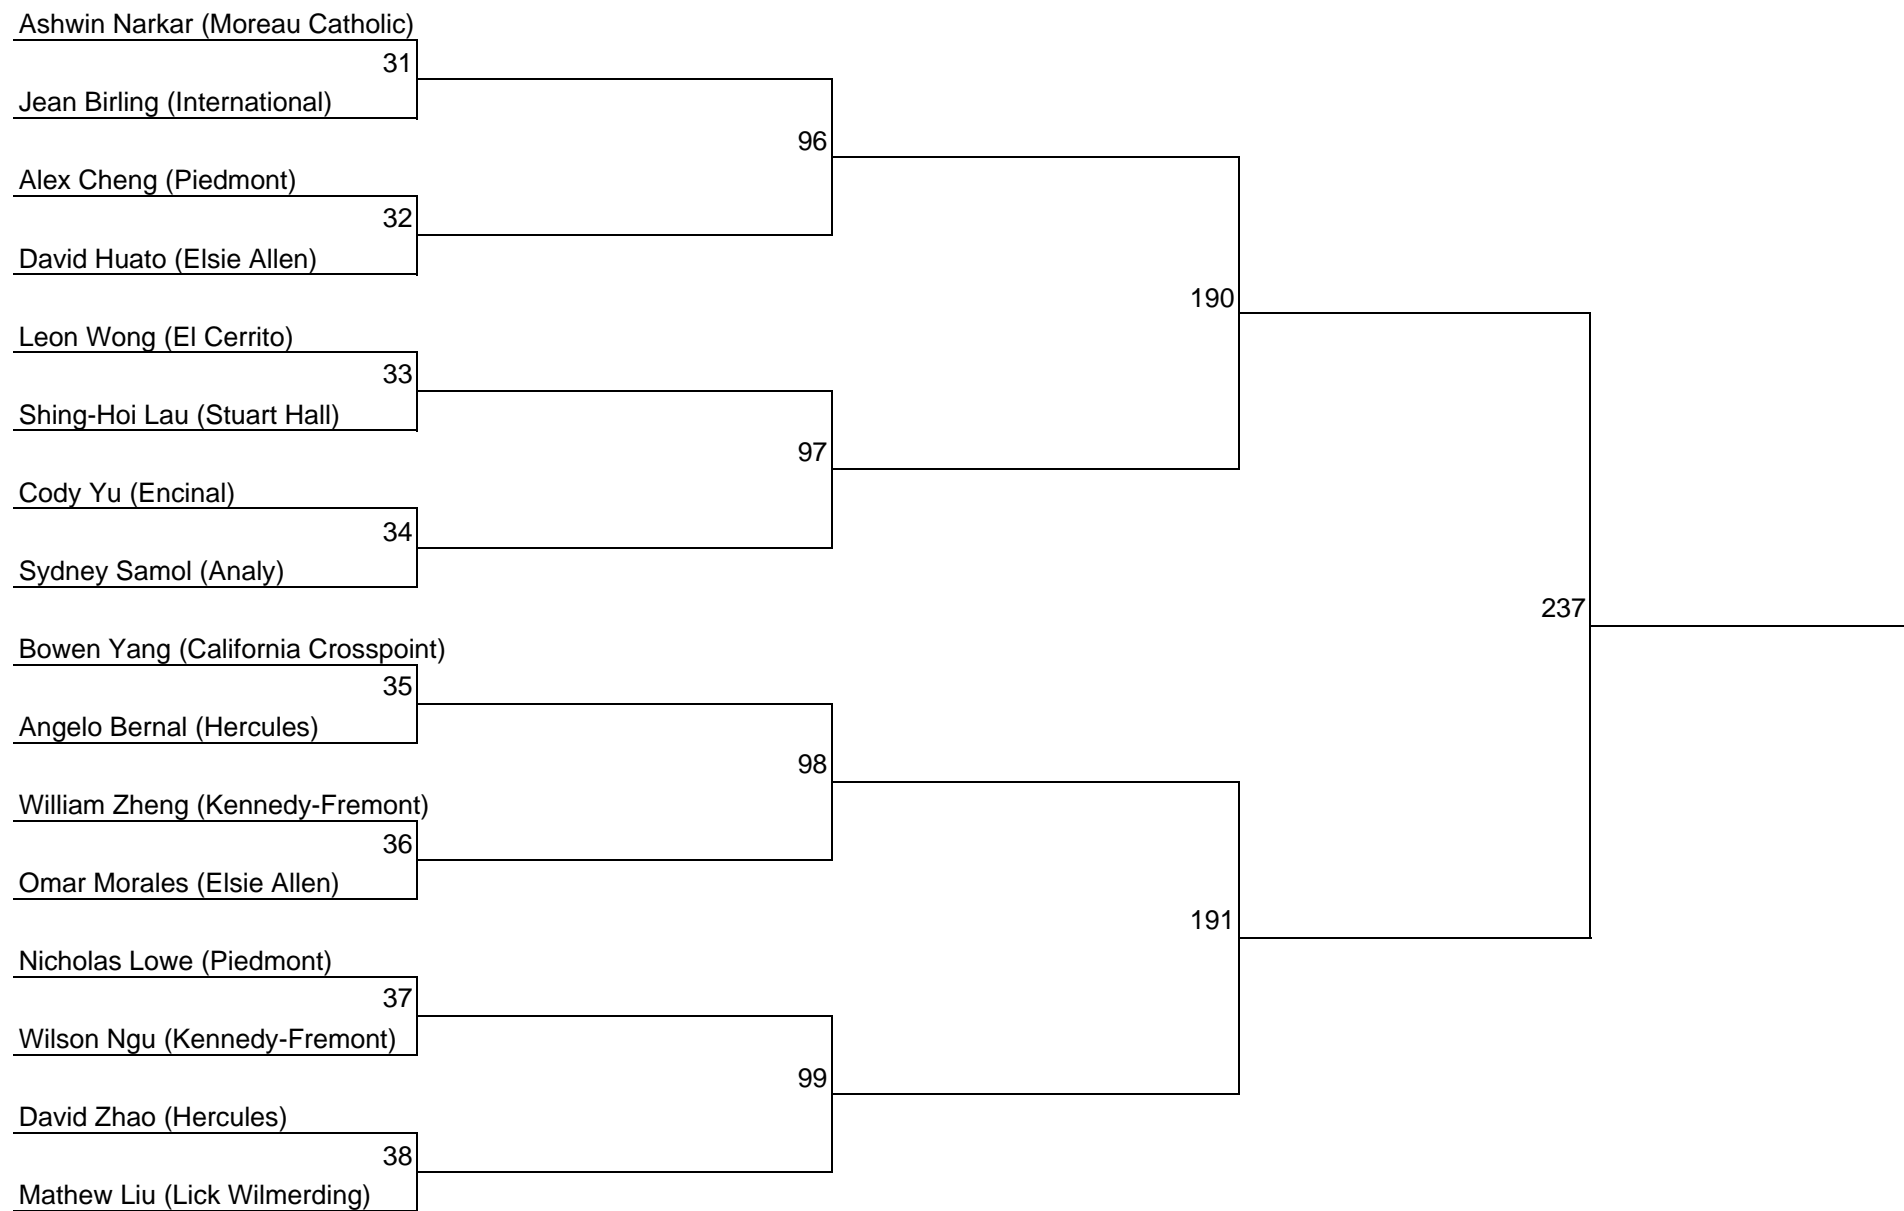 Ashwin Narkar (Moreau Catholic)
31
Jean Birling (International)
96
Alex Cheng (Piedmont)
32
David Huato (Elsie Allen)
190
Leon Wong (El Cerrito)
33
Shing-Hoi Lau (Stuart Hall)
97
Cody Yu (Encinal)
34
Sydney Samol (Analy)
237
Bowen Yang (California Crosspoint)
35
Angelo Bernal (Hercules)
98
William Zheng (Kennedy-Fremont)
36
Omar Morales (Elsie Allen)
191
Nicholas Lowe (Piedmont)
37
Wilson Ngu (Kennedy-Fremont)
99
David Zhao (Hercules)
38
Mathew Liu (Lick Wilmerding)